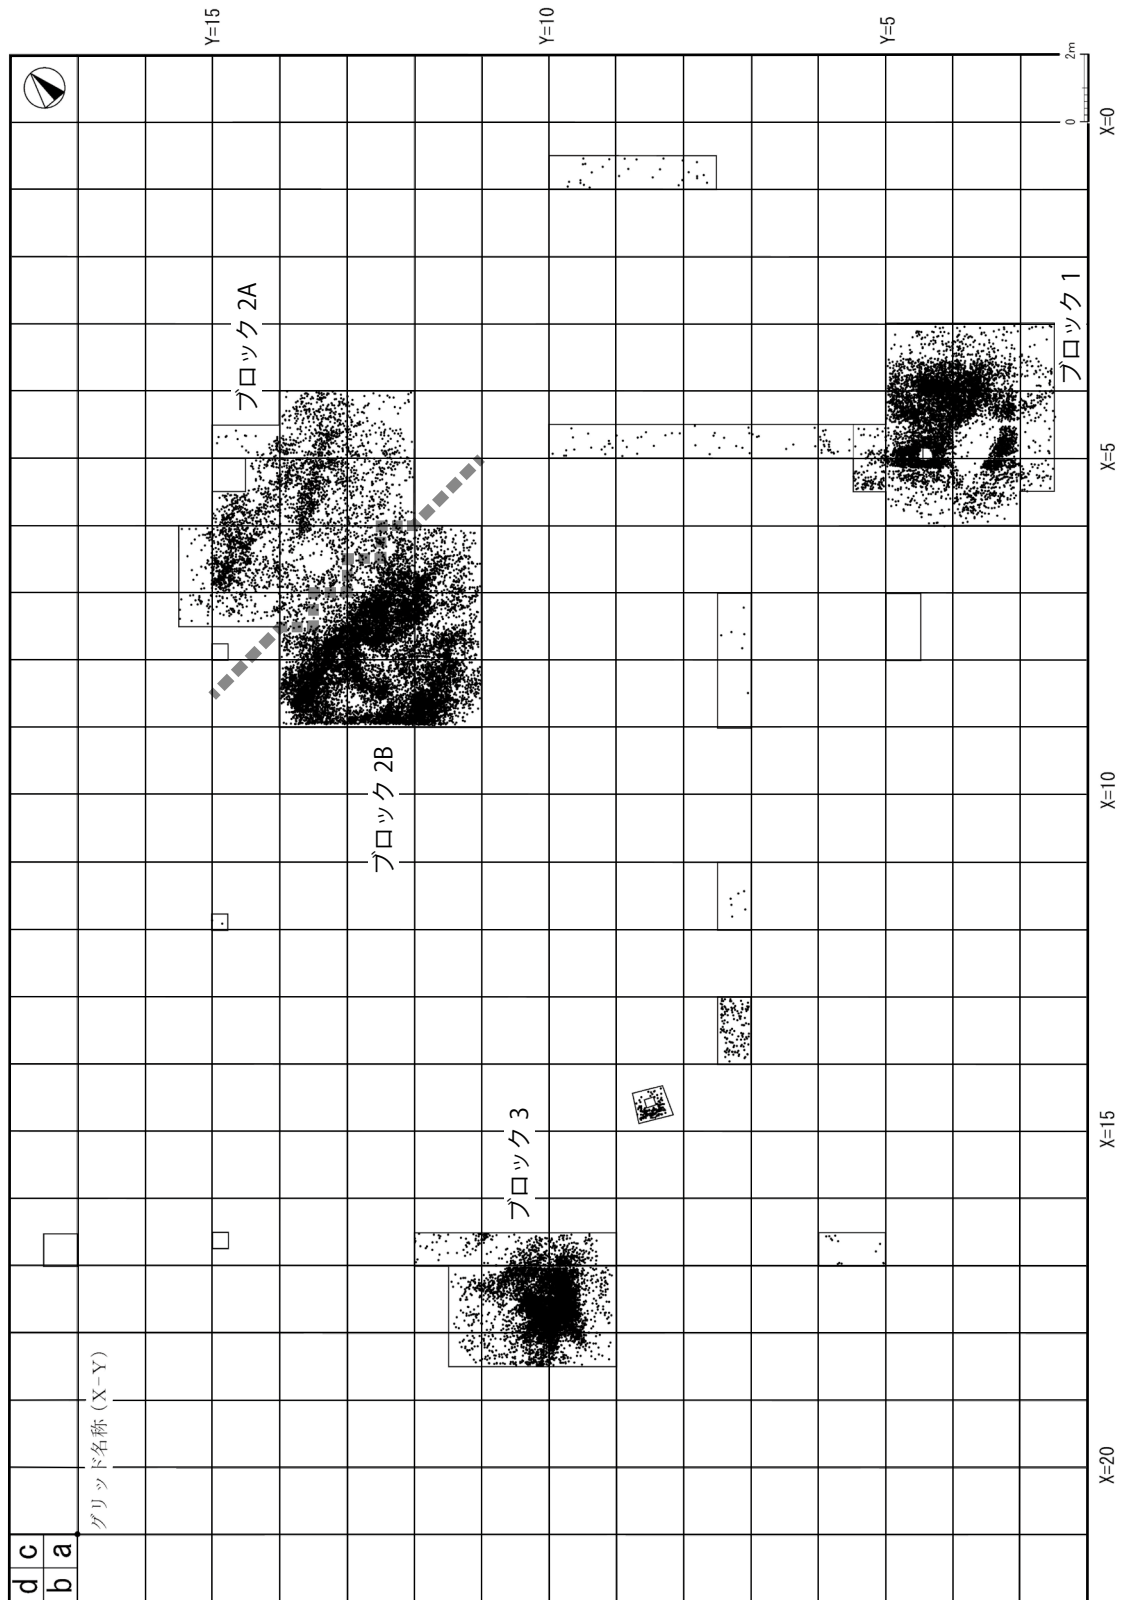 Y=15
Y=10
Y=5
0 2m
X=0
X=5
X=10
X=15
X=20
ブロック 1
ブロック 2A
ブロック 2B
ブロック 3
グリッド名称 (X-Y)
d c
b a